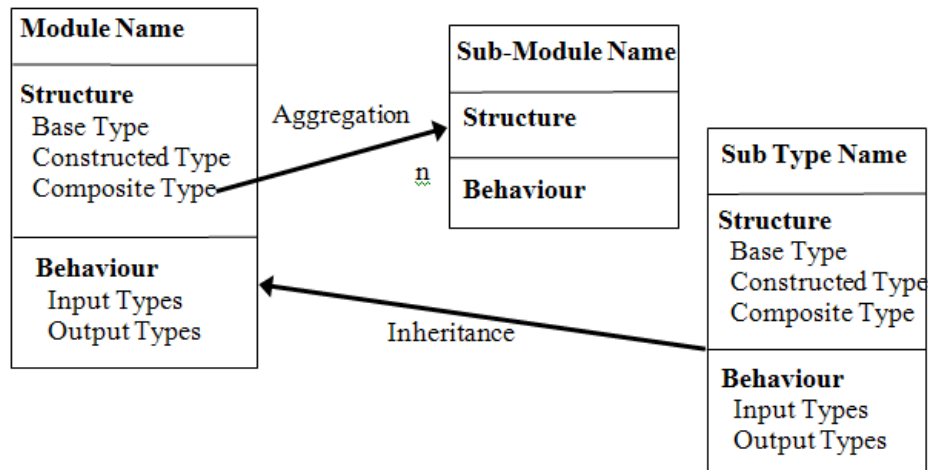 Module Name
Structure
Base Type
Constructed Type
Composite Type
Behaviour
Input Types
Output Types
Aggregation
n
Sub-Module Name
Structure
Behaviour
Inheritance
Sub Type Name
Structure
Base Type
Constructed Type
Composite Type
Behaviour
Input Types
Output Types